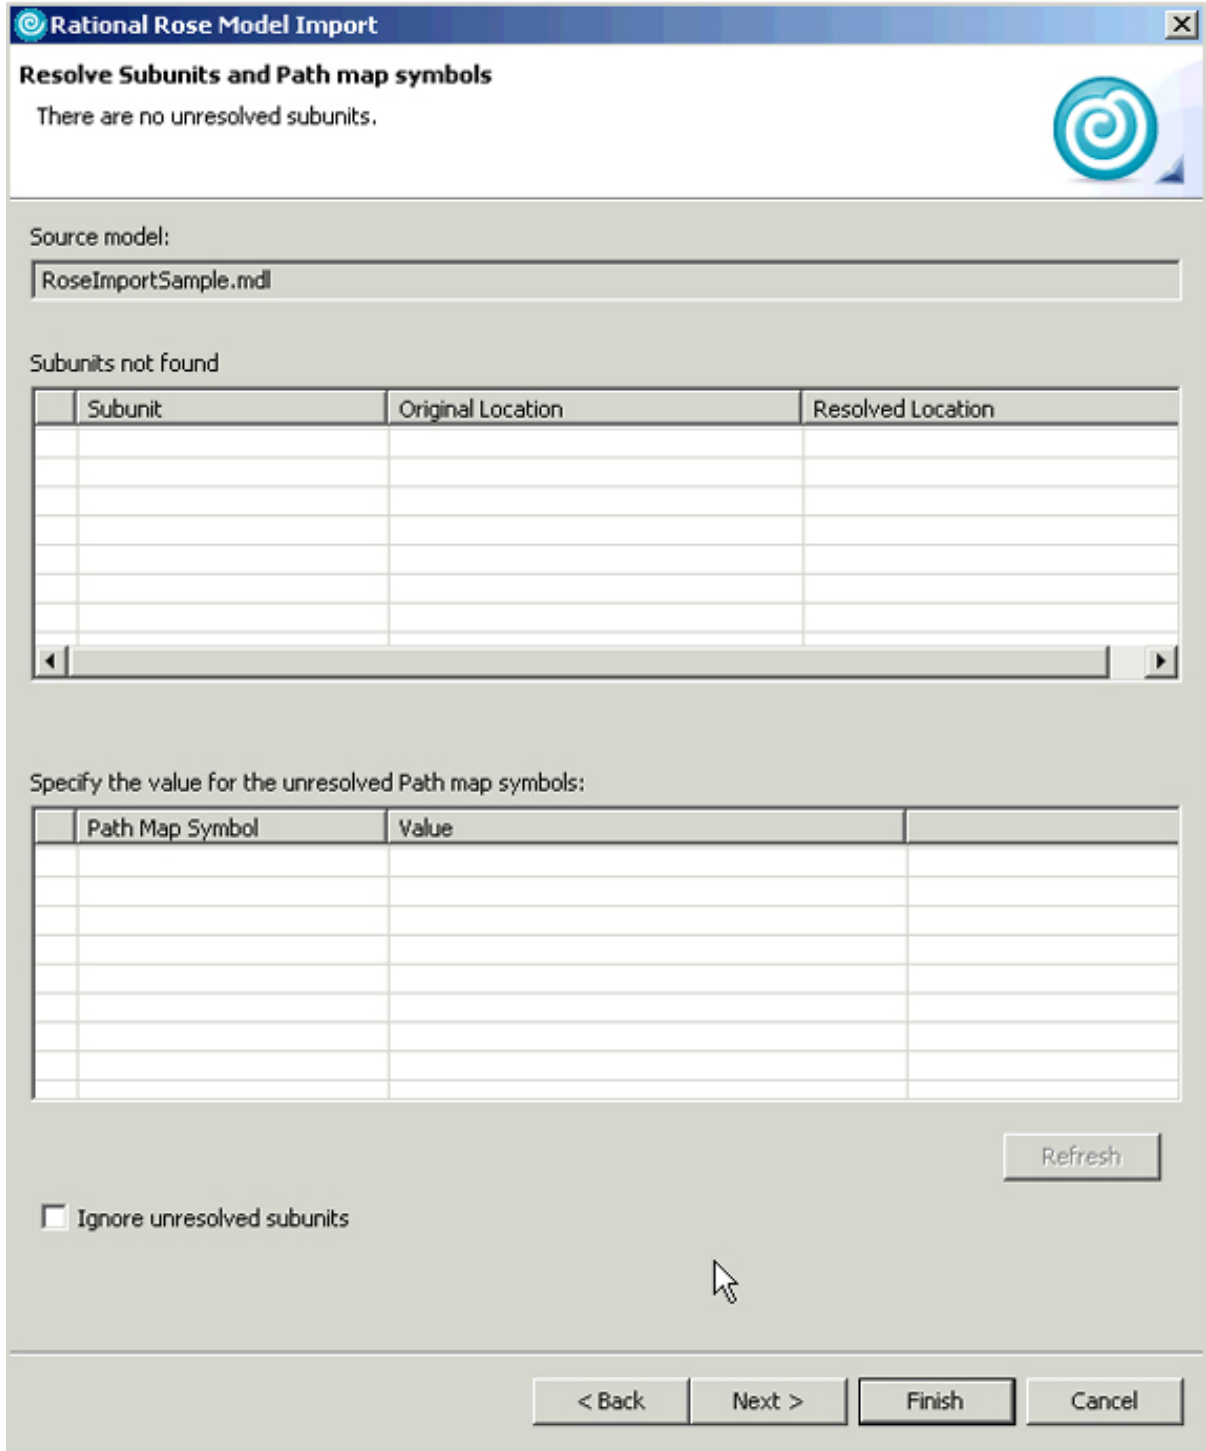 Rational Rose Model Import
Resolve Subunits and Path map symbols
There are no unresolved subunits.
Source model:
RoseImportSample.mdl
Subunits not found
Subunit Original Location Resolved Location
Specify the value for the unresolved Path map symbols:
Path Map Symbol Value
Refresh
Ignore unresolved subunits
< Back Next > Finish Cancel